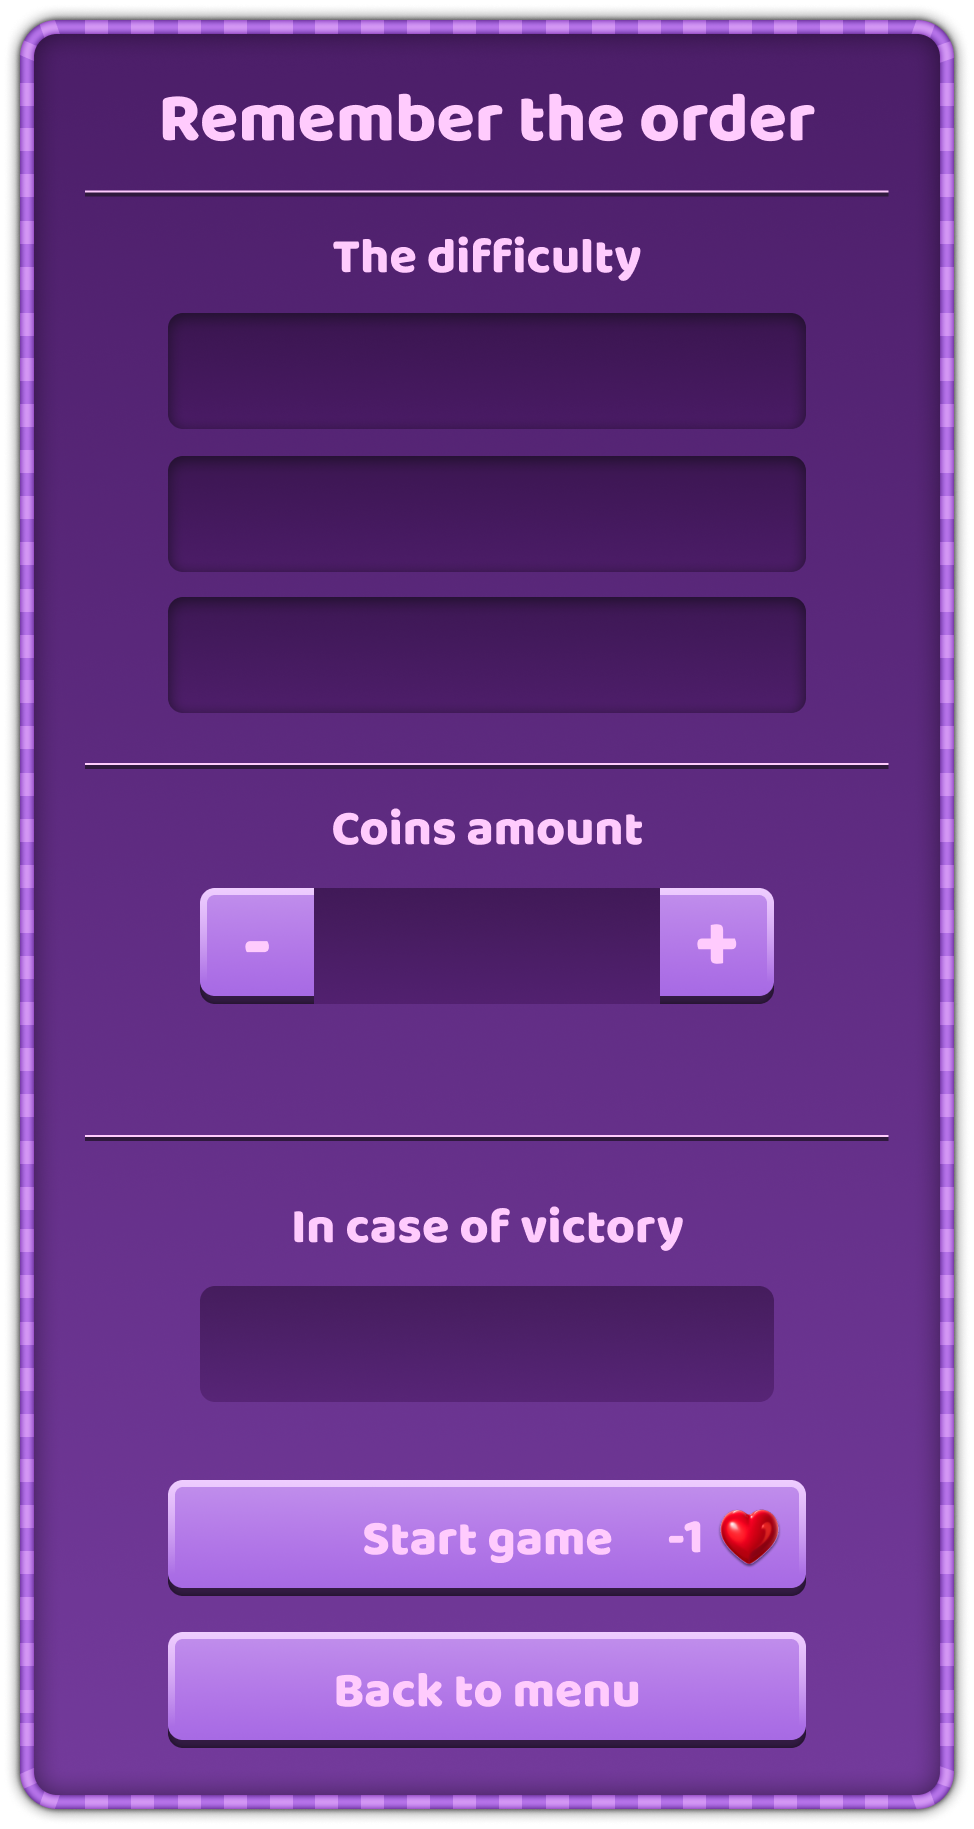 Remember the order
The difficulty
Coins amount
- +
In case of victory
Start game -1
Back to menu